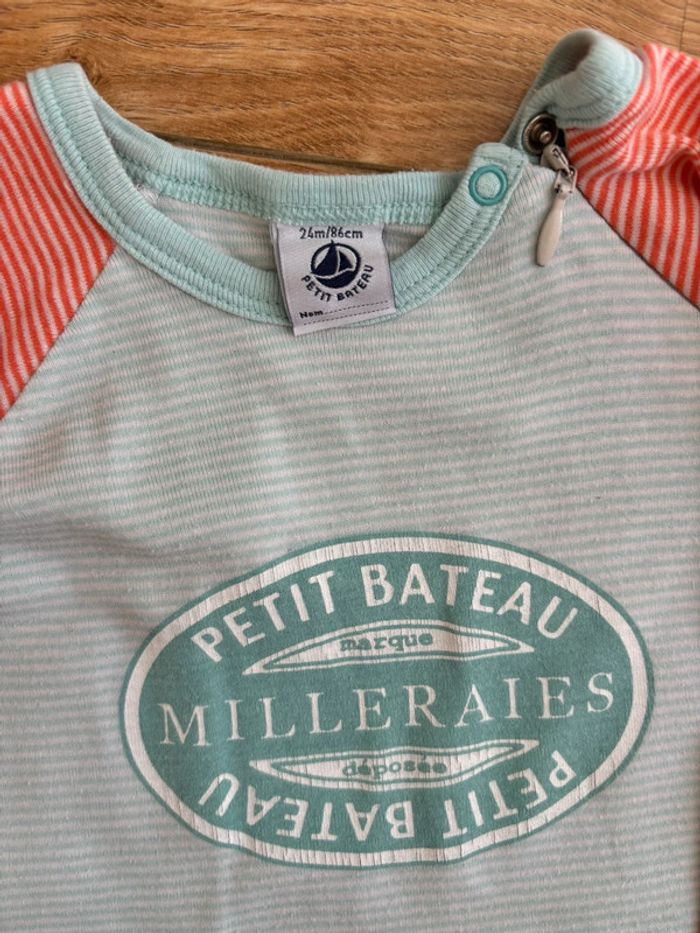 24m/86cm
PETIT BATEAU
Nom
PETIT BATEAU
marque
MILLERAIES
déposée
PETIT BATEAU